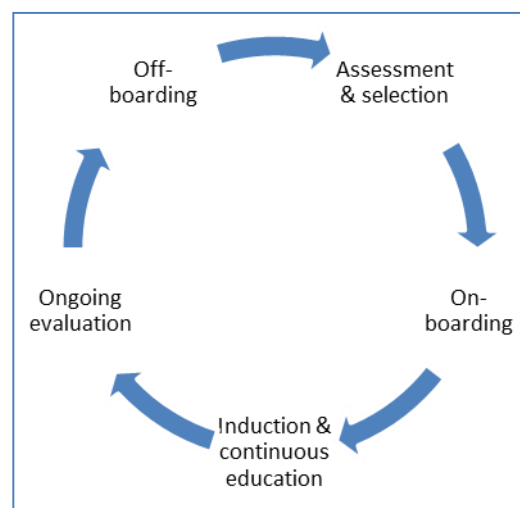 Off-
boarding
Assessment
& selection
On-
boarding
Induction &
continuous
education
Ongoing
evaluation